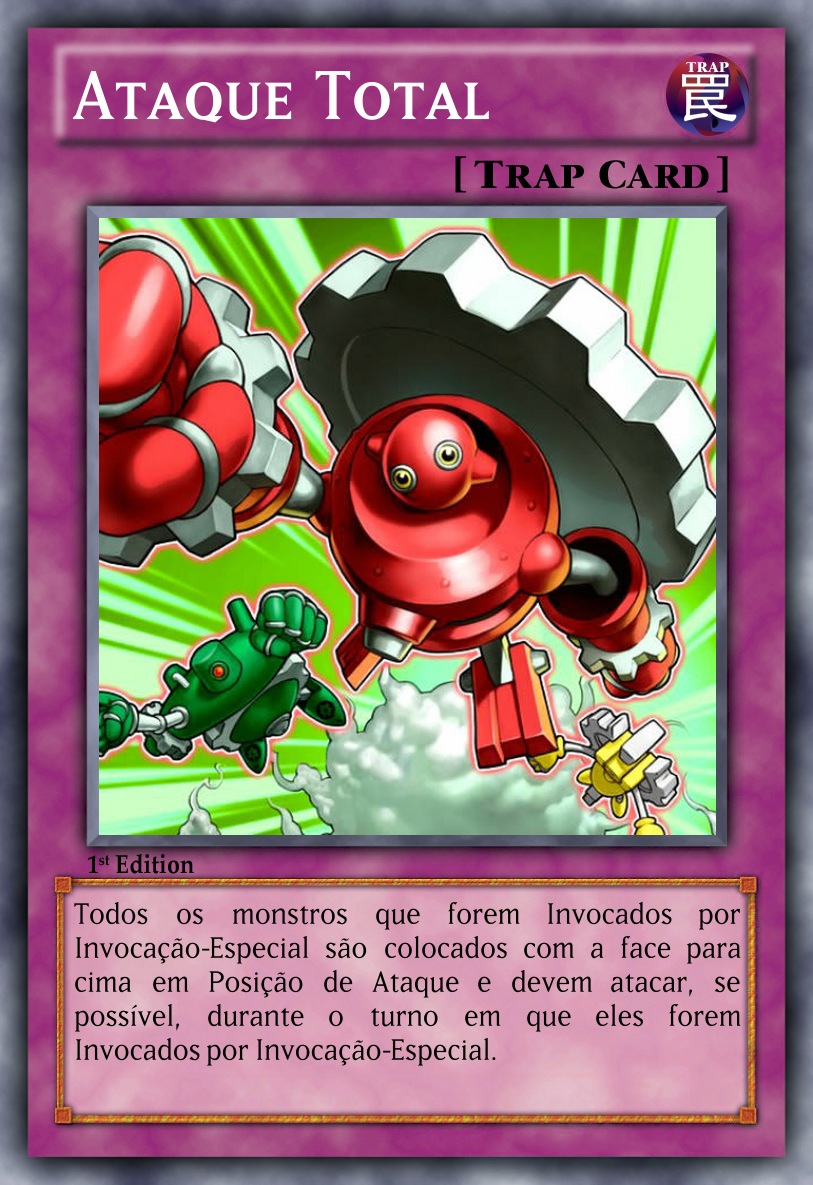 Ataque Total
TRAP
罠
[Trap Card]
1st Edition
Todos os monstros que forem Invocados por
Invocação-Especial são colocados com a face para
cima em Posição de Ataque e devem atacar, se
possível, durante o turno em que eles forem
Invocados por Invocação-Especial.